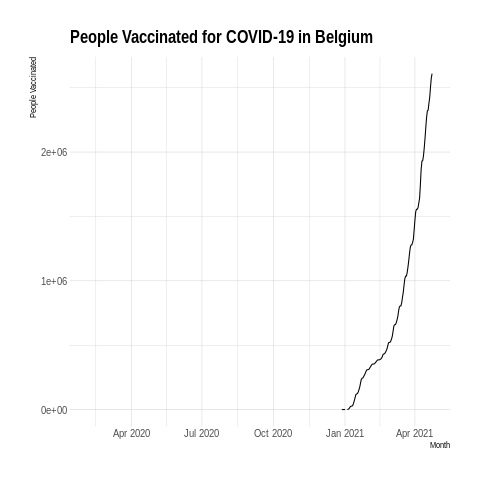 People Vaccinated for COVID-19 in Belgium
People Vaccinated
2e+06
1e+06
0e+00
Apr 2020 Jul 2020 Oct 2020 Jan 2021 Apr 2021
Month